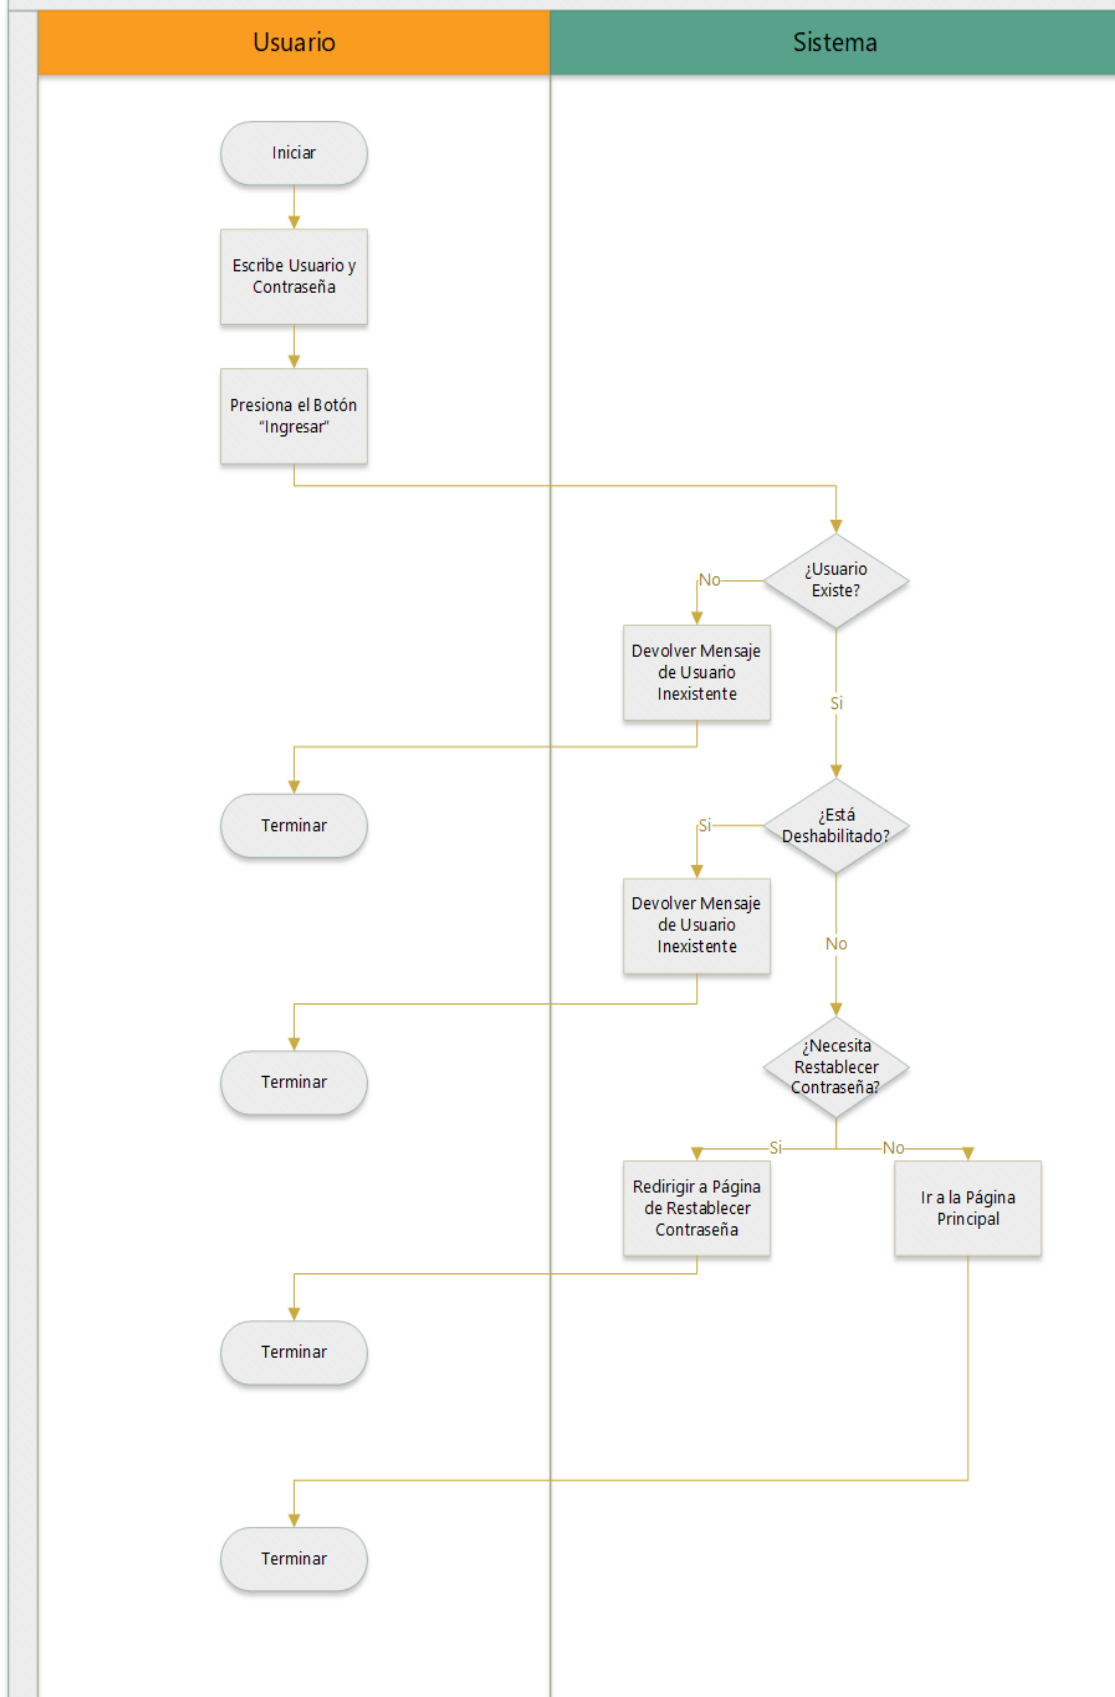 Usuario
Sistema
Iniciar
Escribe Usuario y
Contraseña
Presiona el Botón
“Ingresar”
¿Usuario
Existe?
No
Devolver Mensaje
de Usuario
Inexistente
Si
Terminar
¿Está
Deshabilitado?
Si
Devolver Mensaje
de Usuario
Inexistente
No
Terminar
¿Necesita
Restablecer
Contraseña?
Si
No
Redirigir a Página
de Restablecer
Contraseña
Ir a la Página
Principal
Terminar
Terminar